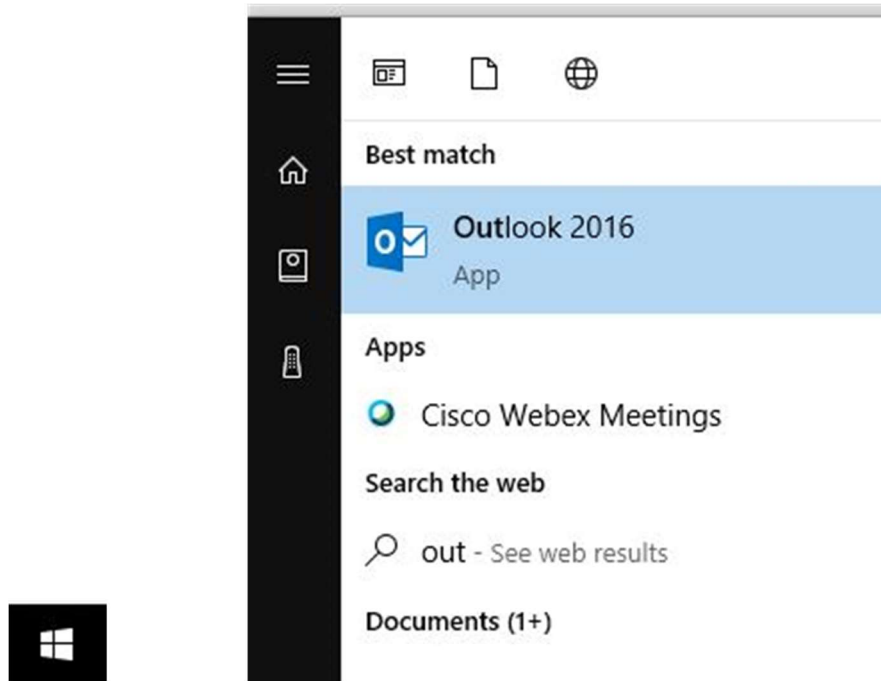 Best match
Outlook 2016
App
Apps
Cisco Webex Meetings
Search the web
out - See web results
Documents (1+)